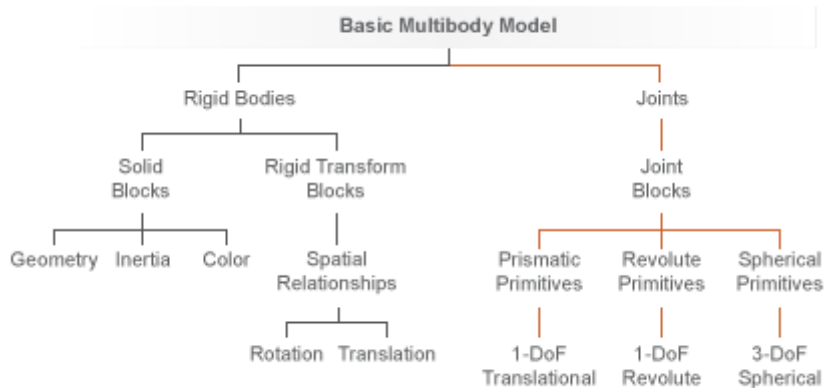 Basic Multibody Model
Rigid Bodies
Joints
Solid
Blocks
Rigid Transform
Blocks
Joint
Blocks
Geometry
Inertia
Color
Spatial
Relationships
Prismatic
Primitives
Revolute
Primitives
Spherical
Primitives
Rotation
Translation
1-DoF
Translational
1-DoF
Revolute
3-DoF
Spherical